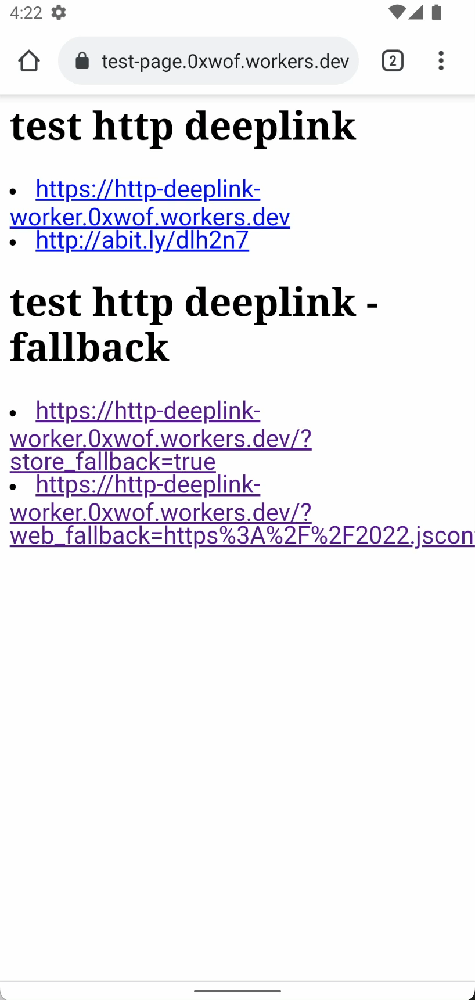 4:22
test-page.0xwof.workers.dev
2
test http deeplink
• https://http-deeplink-
worker.0xwof.workers.dev
• http://abit.ly/dlh2n7
test http deeplink -
fallback
• https://http-deeplink-
worker.0xwof.workers.dev/?
store_fallback=true
• https://http-deeplink-
worker.0xwof.workers.dev/?
web_fallback=https%3A%2F%2F2022.jscon